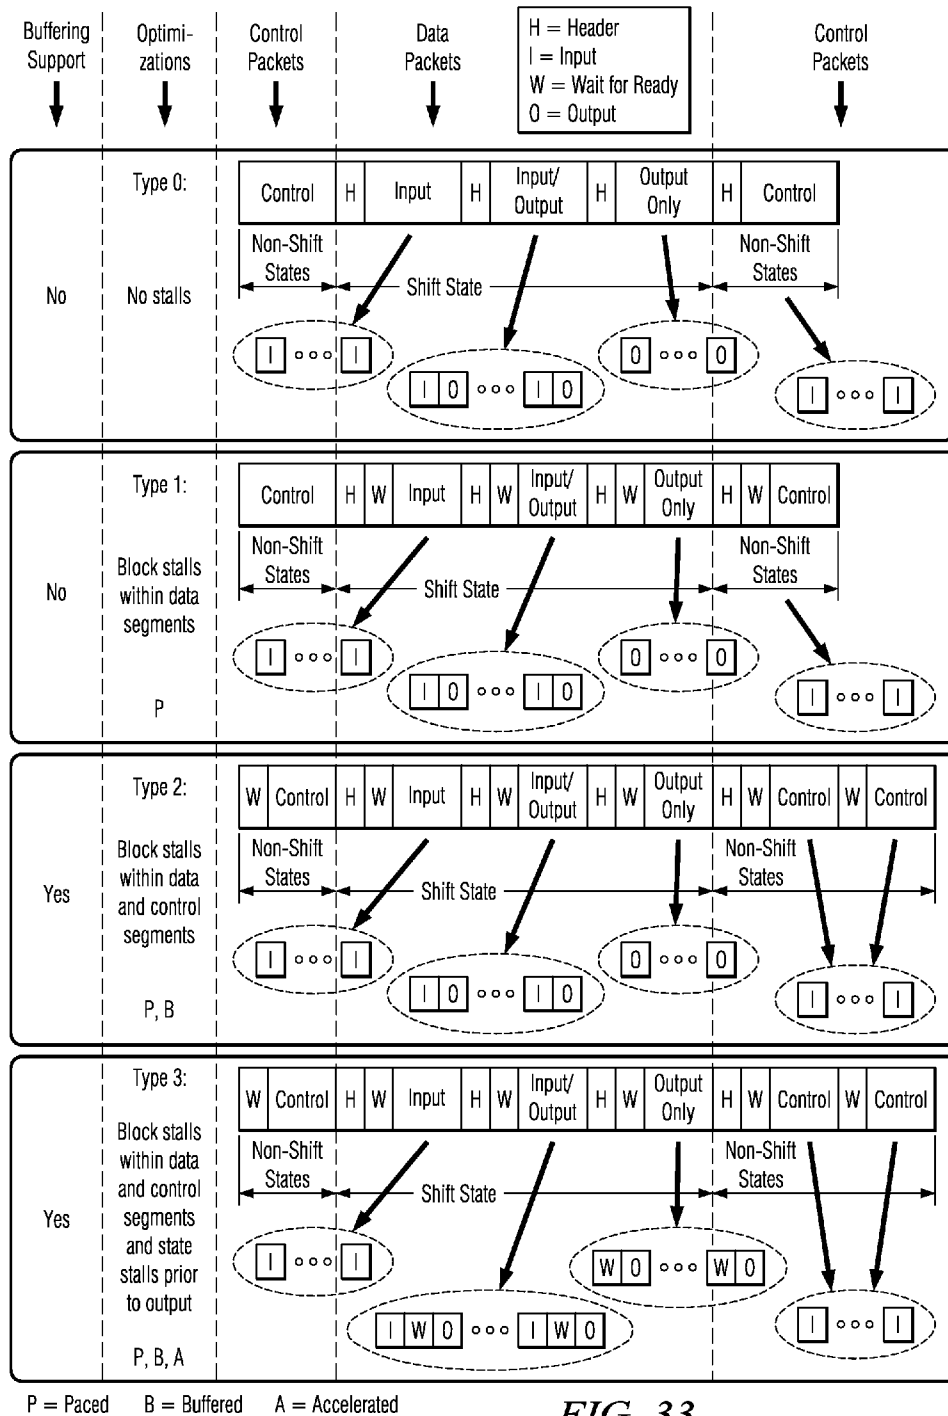 Buffering Support
Optimi-zations
Control Packets
Data Packets
H = Header
I = Input
W = Wait for Ready
O = Output
Control Packets
Type 0:
No
No stalls
Control H Input H Input/Output H Output Only H Control
Non-Shift States
Shift State
Non-Shift States
I ... I
I O ... I O
O ... O
I ... I
Type 1:
No
Block stalls
within data
segments
P
Control H W Input H W Input/Output H W Output Only H W Control
Non-Shift States
Shift State
Non-Shift States
I ... I
I O ... I O
O ... O
I ... I
Type 2:
Yes
Block stalls
within data
and control
segments
P, B
W Control H W Input H W Input/Output H W Output Only H W Control W Control
Non-Shift States
Shift State
Non-Shift States
I ... I
I O ... I O
O ... O
I ... I
Type 3:
Yes
Block stalls
within data
and control
segments
and state
stalls prior
to output
P, B, A
W Control H W Input H W Input/Output H W Output Only H W Control W Control
Non-Shift States
Shift State
Non-Shift States
I ... I
I W O ... I W O
W O ... W O
I ... I
P = Paced B = Buffered A = Accelerated
FIG. 33